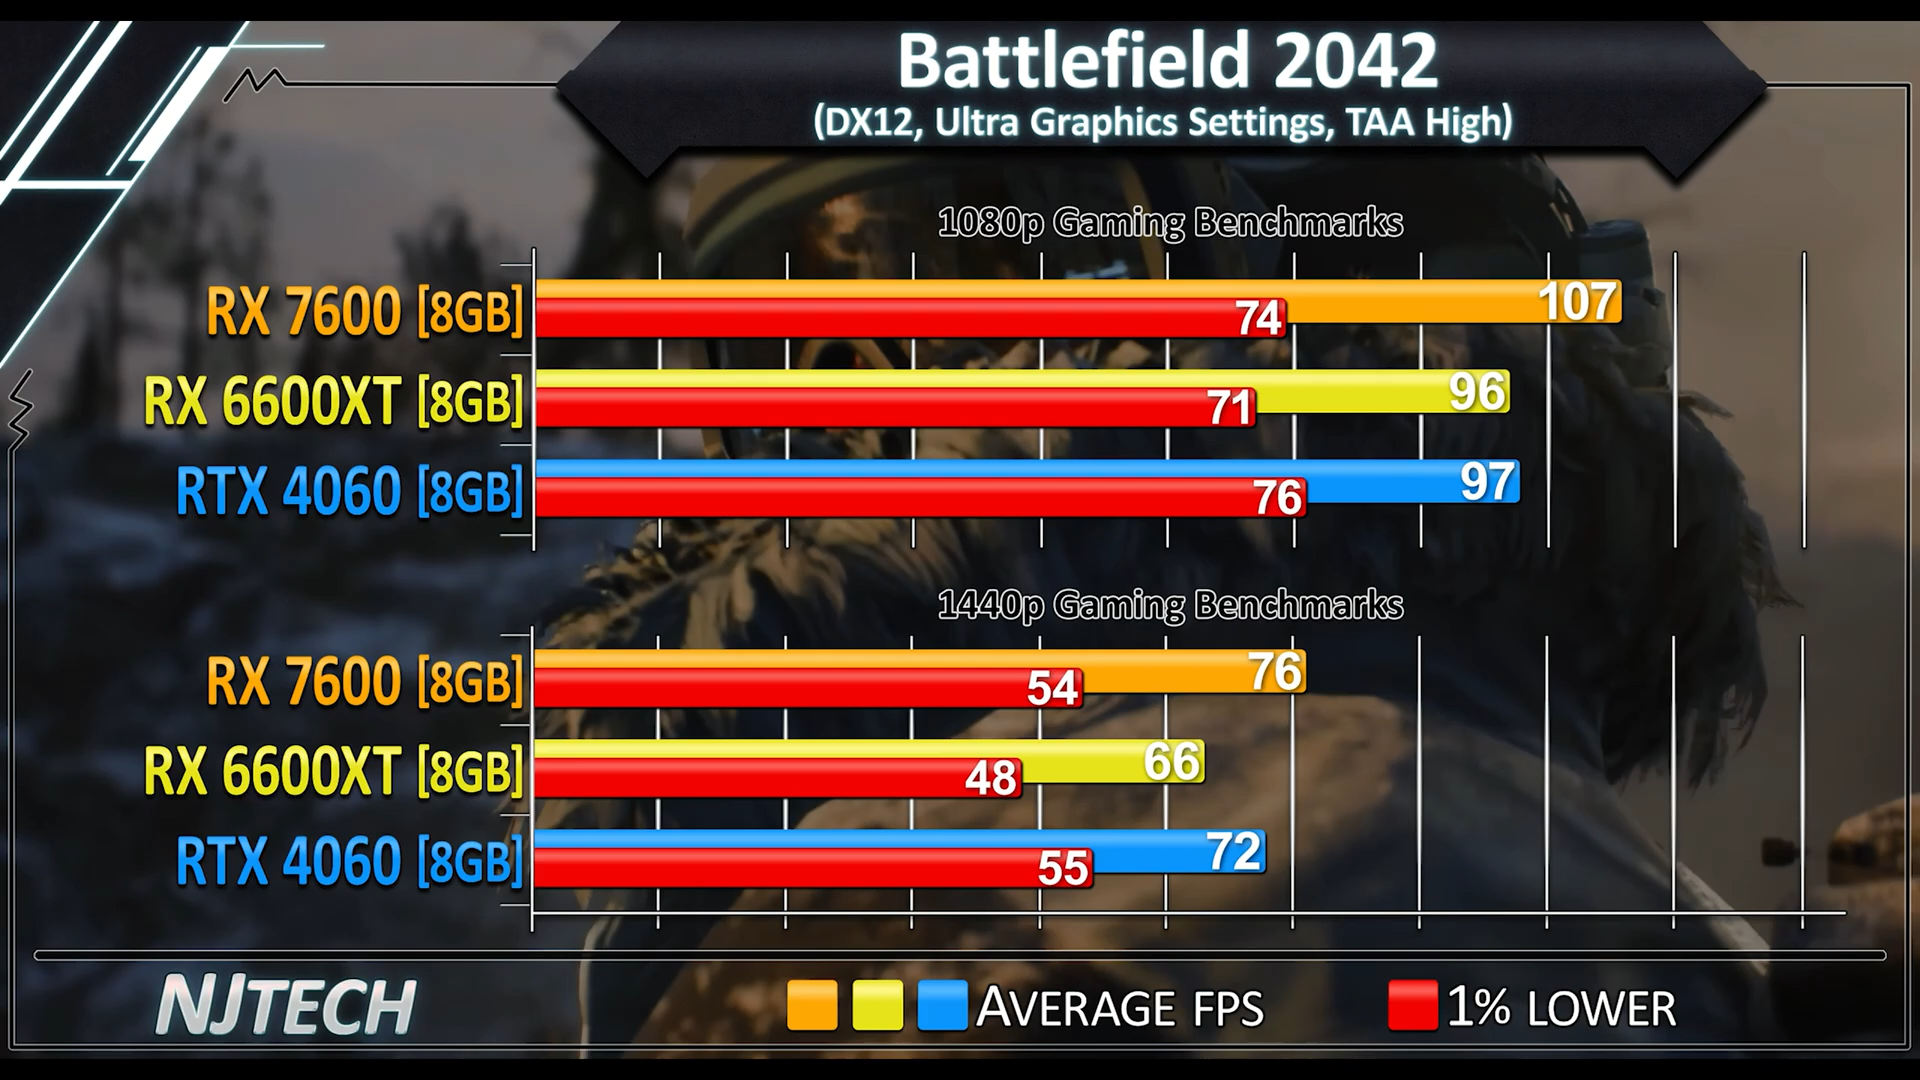 Battlefield 2042
(DX12, Ultra Graphics Settings, TAA High)
1080p Gaming Benchmarks
RX 7600 [8GB] 74 107
RX 6600XT [8GB] 71 96
RTX 4060 [8GB] 76 97
1440p Gaming Benchmarks
RX 7600 [8GB] 54 76
RX 6600XT [8GB] 48 66
RTX 4060 [8GB] 55 72
NJTECH AVERAGE FPS 1% LOWER